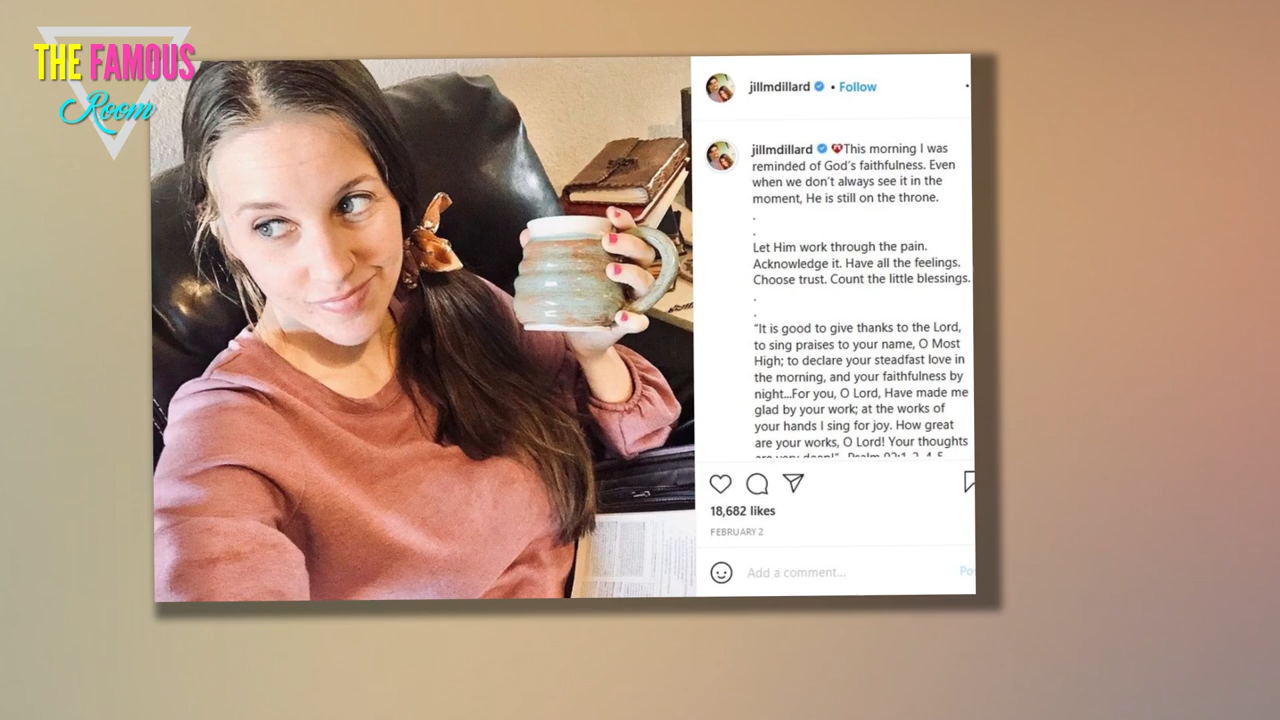 THE FAMOUS
Room
jillmdillard • Follow
jillmdillard This morning I was
reminded of God's faithfulness. Even
when we don't always see it in the
moment, He is still on the throne.
.
.
Let Him work through the pain.
Acknowledge it. Have all the feelings.
Choose trust. Count the little blessings.
.
.
“It is good to give thanks to the Lord,
to sing praises to your name, O Most
High; to declare your steadfast love in
the morning, and your faithfulness by
night...For you, O Lord, Have made me
glad by your work; at the works of
your hands I sing for joy. How great
are your works, O Lord! Your thoughts
are very deep!”
18,682 likes
FEBRUARY 2
Add a comment...